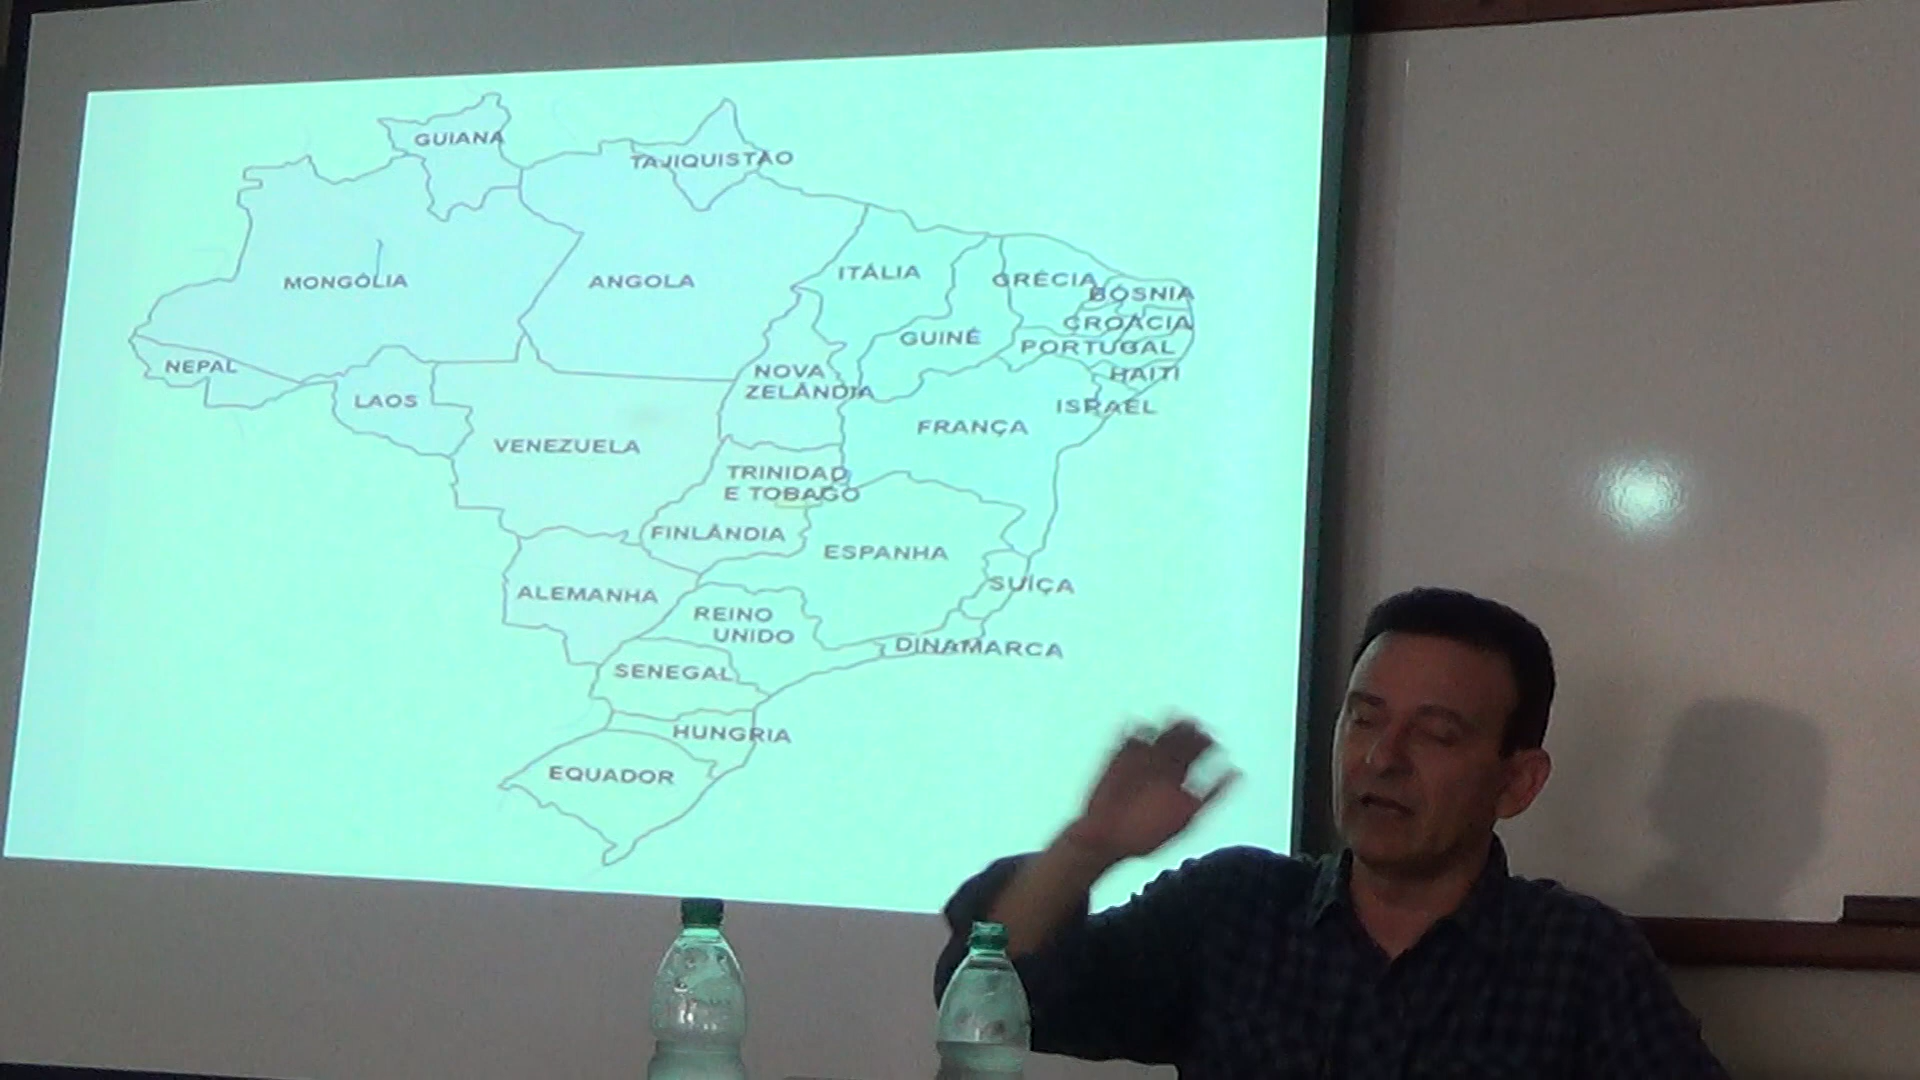 GUIANA
TAJIQUISTÃO
MONGÓLIA
ANGOLA
ITÁLIA
GRÉCIA
BÓSNIA
CROÁCIA
GUINÉ
PORTUGAL
NEPAL
NOVA
ZELÂNDIA
HAITI
LAOS
ISRAEL
FRANÇA
VENEZUELA
TRINIDAD
E TOBAGO
FINLÂNDIA
ESPANHA
SUÍÇA
ALEMANHA
REINO
UNIDO
DINAMARCA
SENEGAL
HUNGRIA
EQUADOR